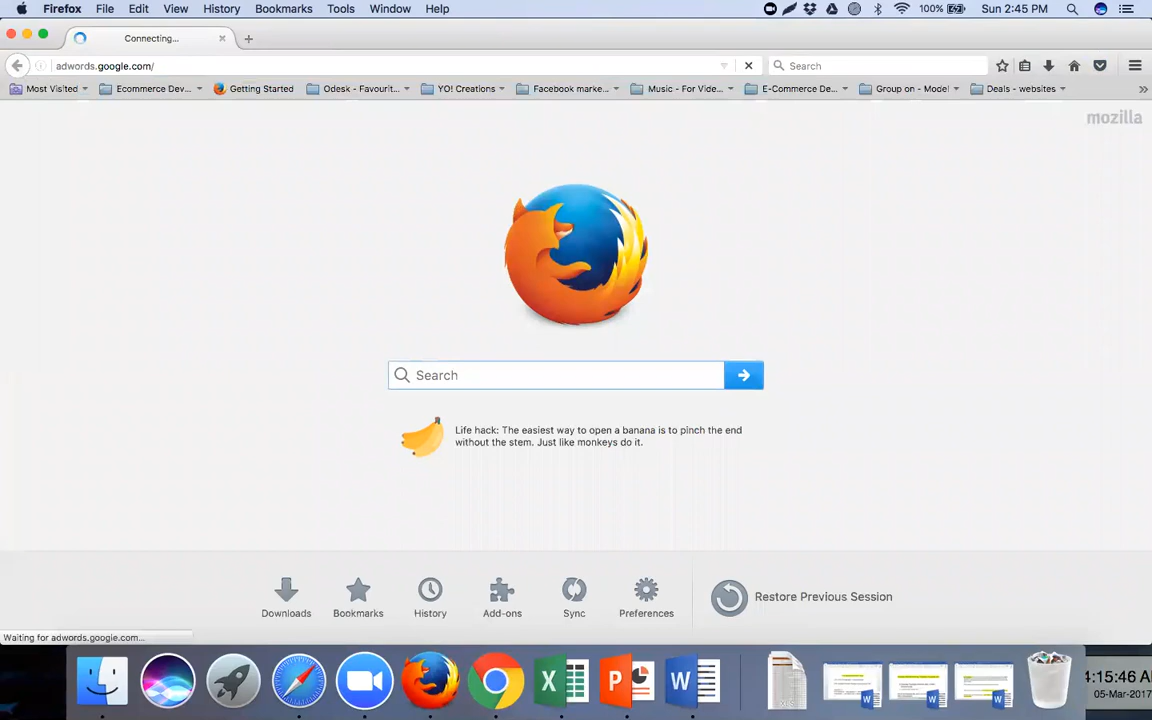 Firefox File Edit View History Bookmarks Tools Window Help 100% Sun 2:45 PM
Connecting...
adwords.google.com/ Search
Most Visited Ecommerce Dev... Getting Started Odesk - Favourit... YO! Creations Facebook marke... Music - For Vide... E-Commerce De... Group on - Model Deals - websites
mozilla
Search
Life hack: The easiest way to open a banana is to pinch the end
without the stem. Just like monkeys do it.
Downloads Bookmarks History Add-ons Sync Preferences Restore Previous Session
Waiting for adwords.google.com...
4:15:46 A
05-Mar-2017